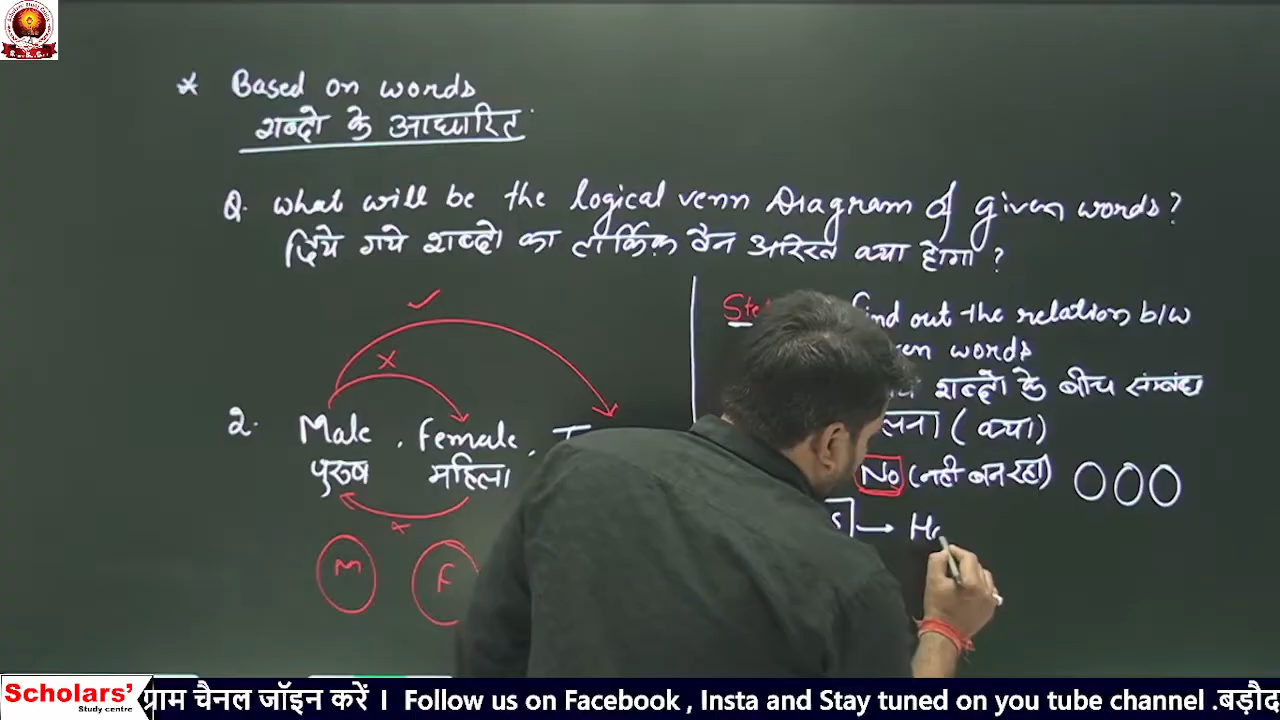 * Based on words
शब्दो के आधारित
Q. what will be the logical venn Diagram of given words?
दिये गये शब्दो का तार्किक वैन आरेख क्या होगा ?
find out the relation b/w
words
शब्दो के बीच संम्बंध
(क्या)
No (नही बन रहा)
2. Male , Female ,
पुरुष महिला
M F
Scholars'
Study centre
ग्राम चैनल जॉइन करें । Follow us on Facebook , Insta and Stay tuned on you tube channel .बड़ौद